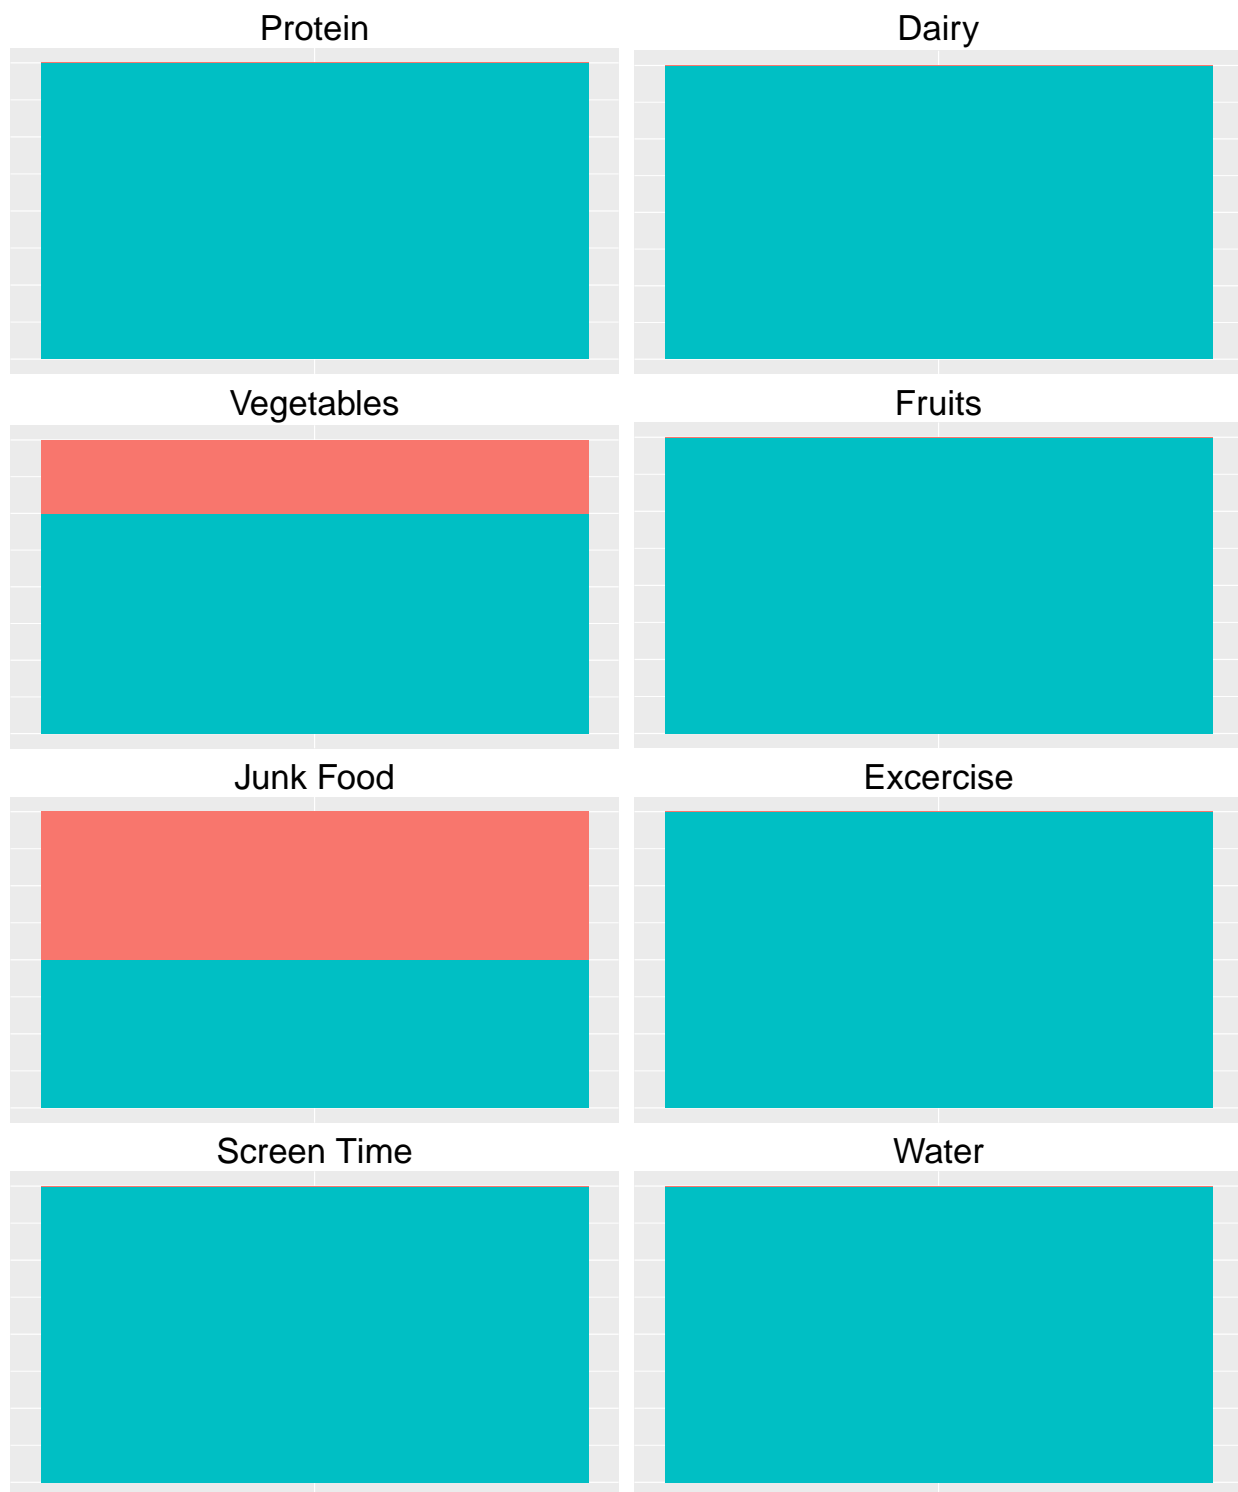 Protein
Dairy
Vegetables
Fruits
Junk Food
Excercise
Screen Time
Water